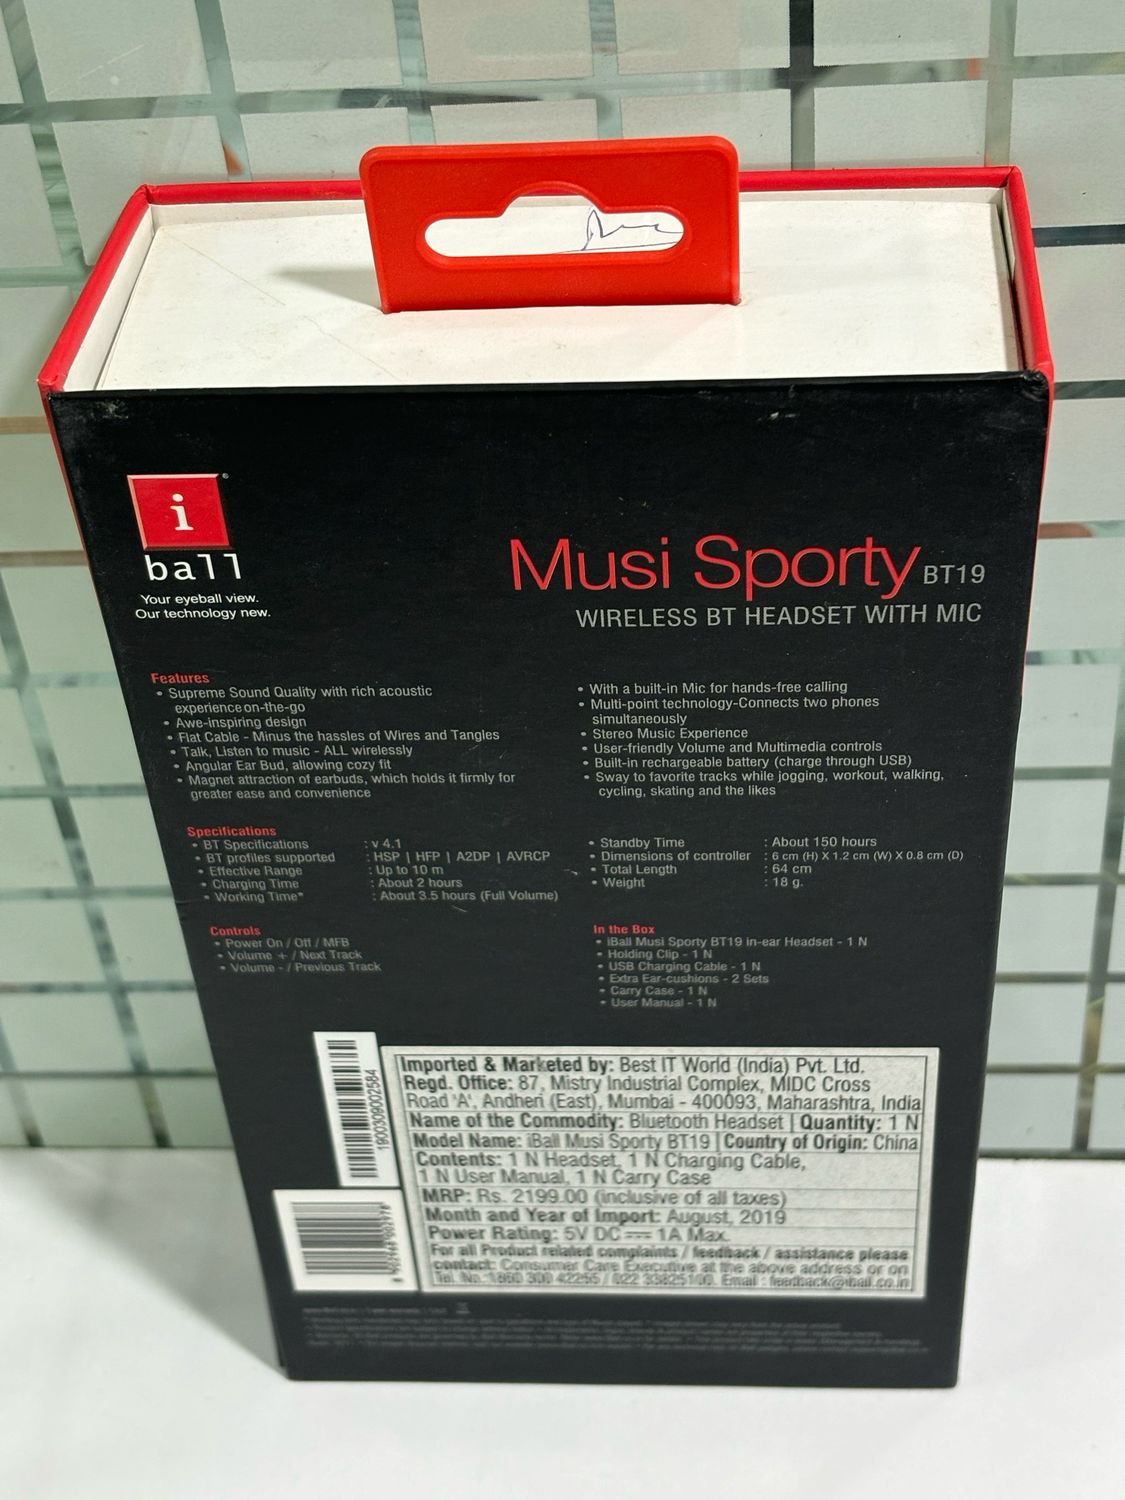 i
ball
Your eyeball view.
Our technology new.
Musi Sporty BT19
WIRELESS BT HEADSET WITH MIC
Features
• Supreme Sound Quality with rich acoustic
experience on-the-go
• Awe-inspiring design
• Flat Cable - Minus the hassles of Wires and Tangles
• Talk, Listen to music - ALL wirelessly
• Angular Ear Bud, allowing cozy fit
• Magnet attraction of earbuds, which holds it firmly for
greater ease and convenience
• With a built-in Mic for hands-free calling
• Multi-point technology-Connects two phones
simultaneously
• Stereo Music Experience
• User-friendly Volume and Multimedia controls
• Built-in rechargeable battery (charge through USB)
• Sway to favorite tracks while jogging, workout, walking,
cycling, skating and the likes
Specifications
• BT Specifications : v 4.1
• BT profiles supported : HSP | HFP | A2DP | AVRCP
• Effective Range : Up to 10 m
• Charging Time : About 2 hours
• Working Time* : About 3.5 hours (Full Volume)
• Standby Time : About 150 hours
• Dimensions of controller : 6 cm (H) X 1.2 cm (W) X 0.8 cm (D)
• Total Length : 64 cm
• Weight : 18 g.
Controls
• Power On / Off / MFB
• Volume + / Next Track
• Volume - / Previous Track
In the Box
• iBall Musi Sporty BT19 in-ear Headset - 1 N
• Holding Clip - 1 N
• USB Charging Cable - 1 N
• Extra Ear-cushions - 2 Sets
• Carry Case - 1 N
• User Manual - 1 N
1900309002584
Imported & Marketed by: Best IT World (India) Pvt. Ltd.
Regd. Office: 87, Mistry Industrial Complex, MIDC Cross
Road 'A', Andheri (East), Mumbai - 400093, Maharashtra, India
Name of the Commodity: Bluetooth Headset | Quantity: 1 N
Model Name: iBall Musi Sporty BT19 | Country of Origin: China
Contents: 1 N Headset, 1 N Charging Cable,
1 N User Manual, 1 N Carry Case
MRP: Rs. 2199.00 (inclusive of all taxes)
Month and Year of Import: August, 2019
Power Rating: 5V DC 1A Max.
For all Product related complaints / feedback / assistance please
contact: Consumer Care Executive at the above address or on
Tel. No.: 1860 300 42255 / 022 33825100. Email : feedback@iball.co.in